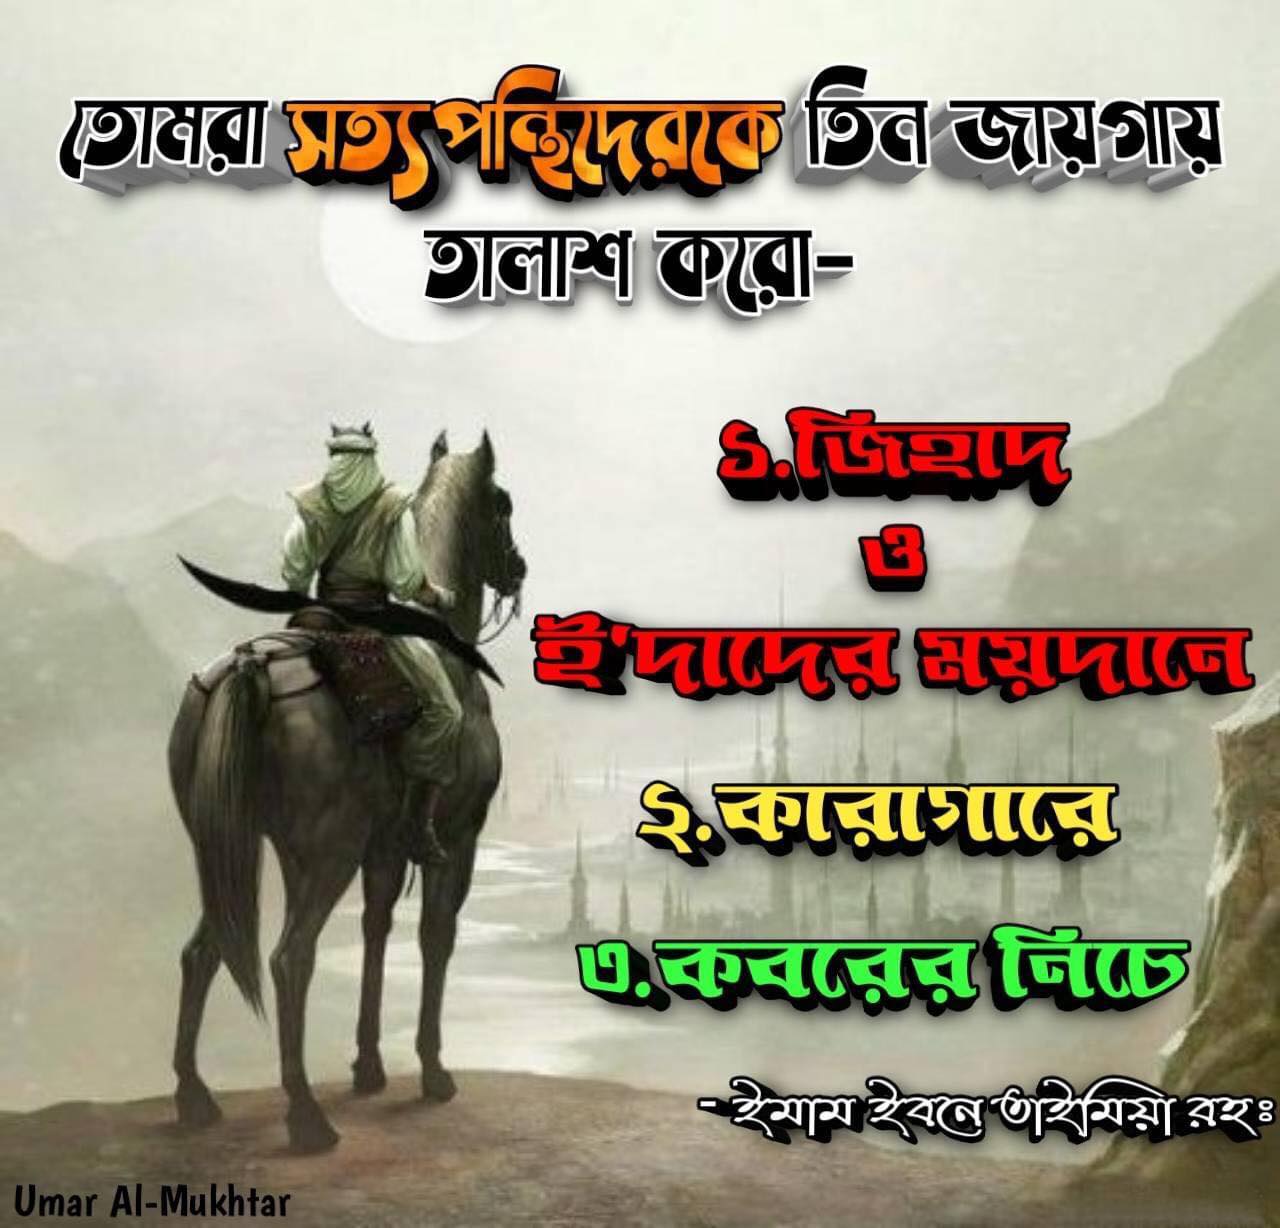 তোমরা সত্যপন্থিদেরকে তিন জায়গায়
তালাশ করো-
১.জিহাদ
ও
ই'দাদের ময়দানে
২.কারাগারে
৩.কবরের নিচে
- ইমাম ইবনে তাইমিয়া রহঃ
Umar Al-Mukhtar